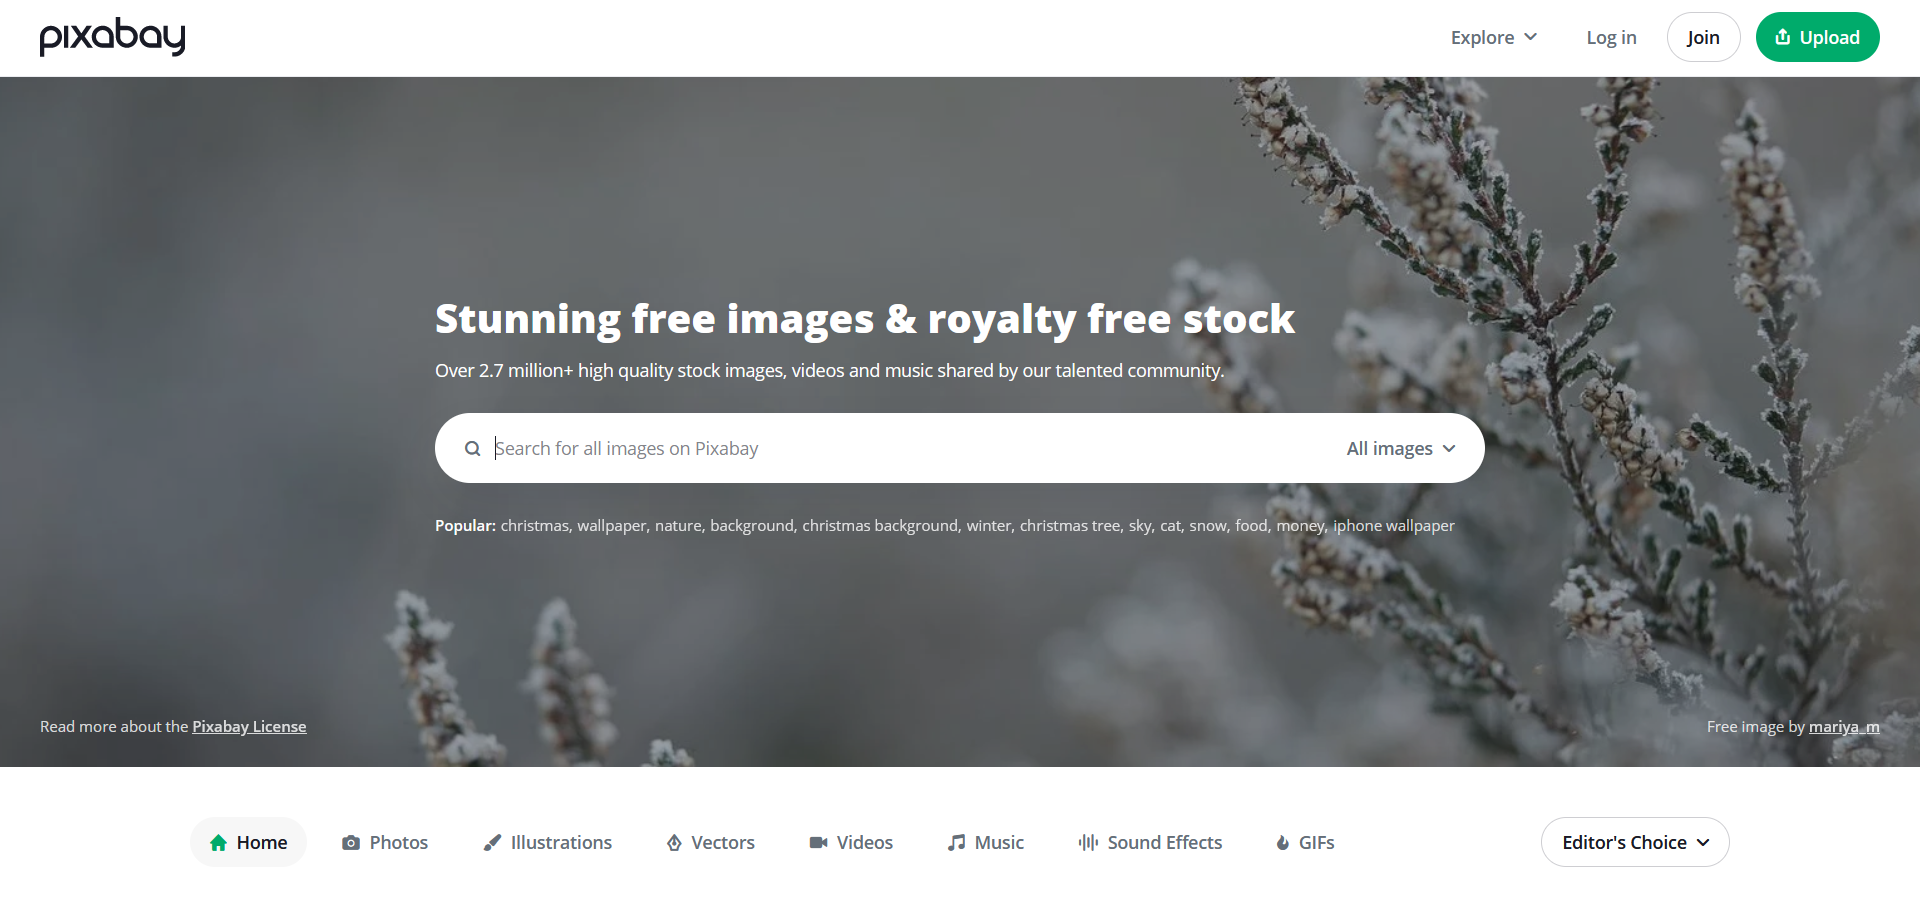 pixabay
Explore
Log in
Join
Upload
Stunning free images & royalty free stock
Over 2.7 million+ high quality stock images, videos and music shared by our talented community.
Search for all images on Pixabay
All images
Popular: christmas, wallpaper, nature, background, christmas background, winter, christmas tree, sky, cat, snow, food, money, iphone wallpaper
Read more about the Pixabay License
Free image by mariya_m
Home
Photos
Illustrations
Vectors
Videos
Music
Sound Effects
GIFs
Editor's Choice